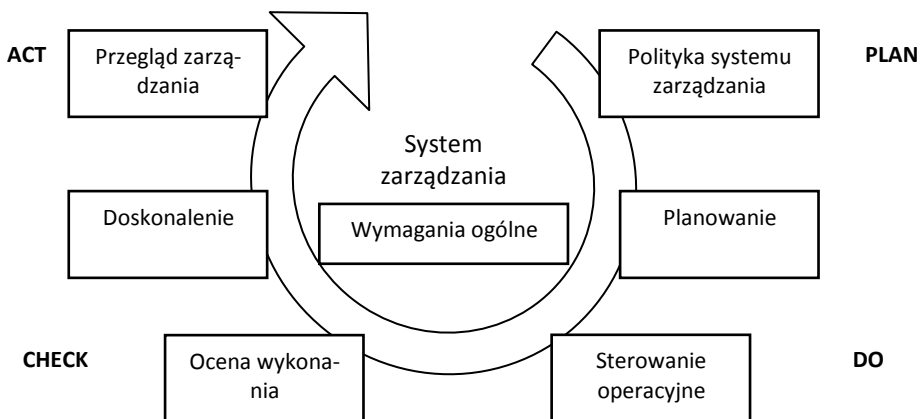 ACT
Przegląd zarzą-
dzania
Polityka systemu
zarządzania
PLAN
System
zarządzania
Doskonalenie
Wymagania ogólne
Planowanie
CHECK
Ocena wykona-
nia
Sterowanie
operacyjne
DO